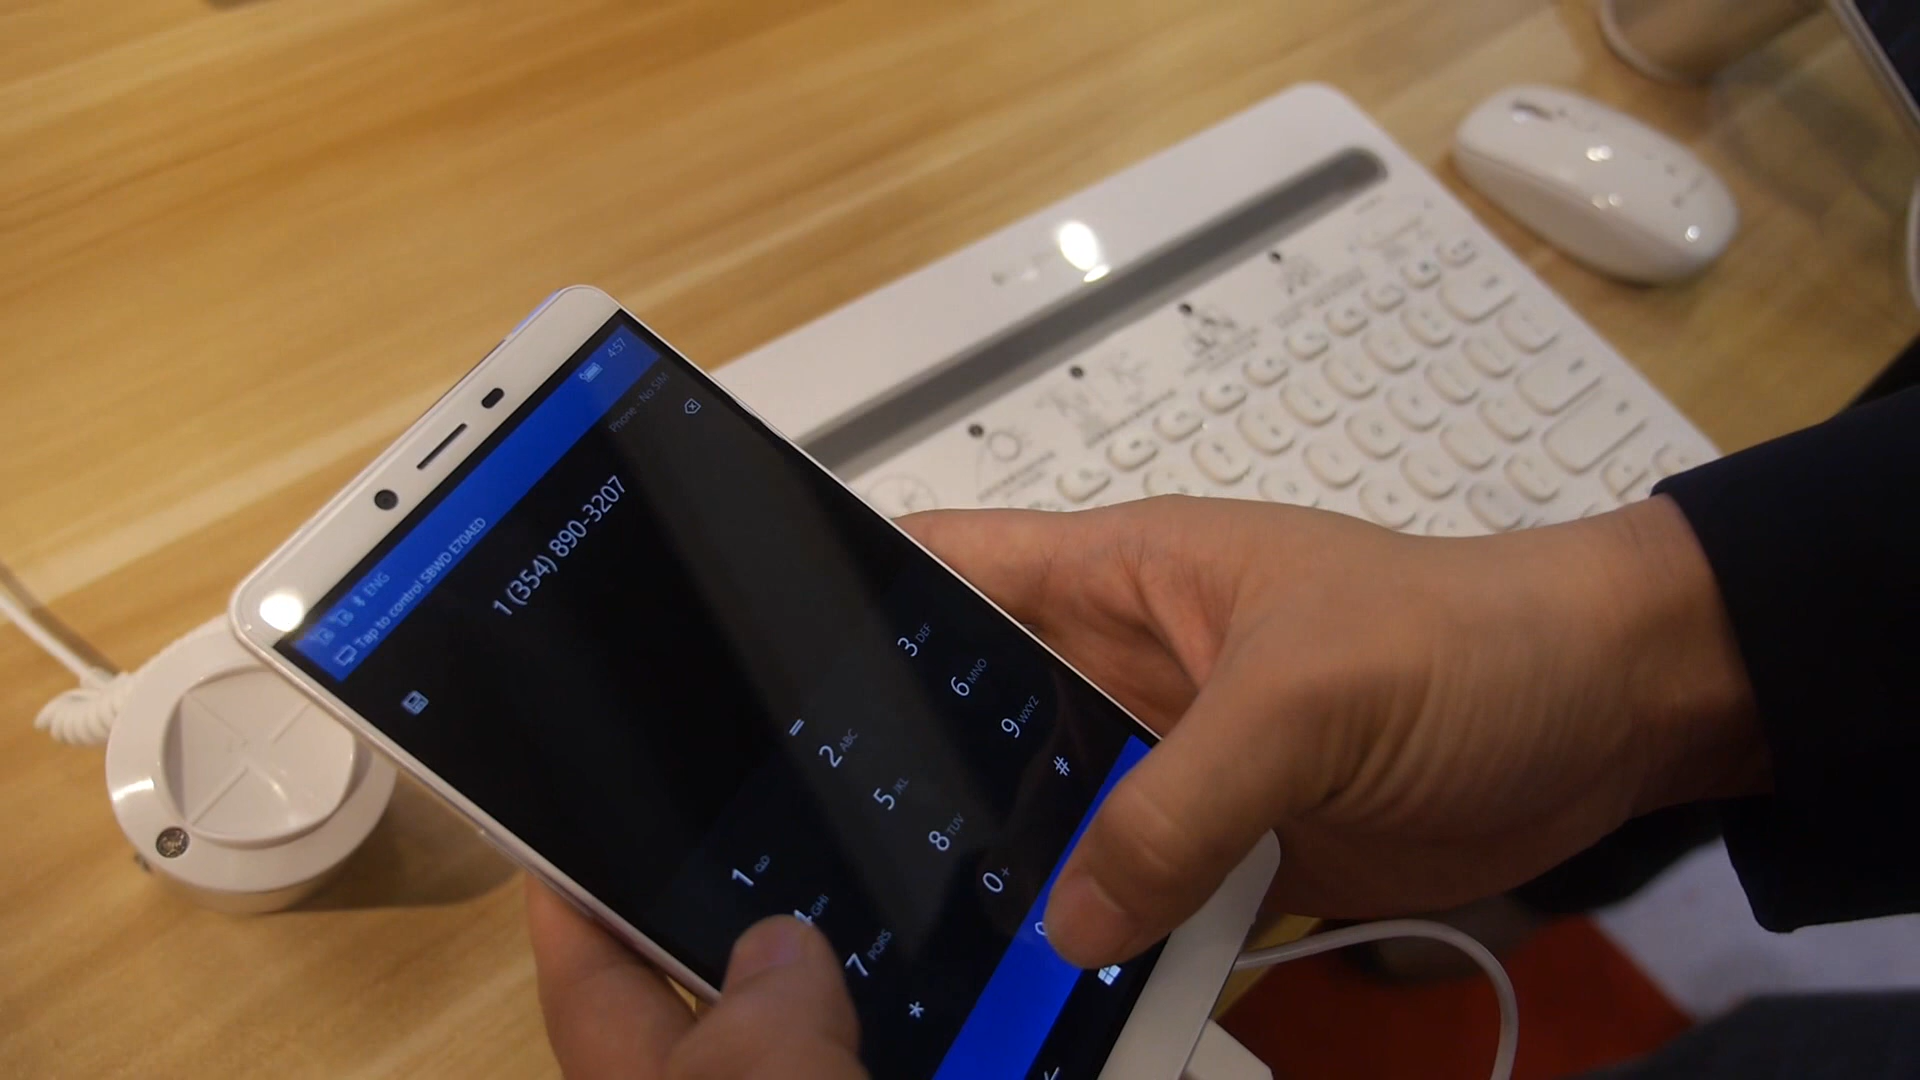 ENG
4:57
Tap to control SBWD E70AED
Phone - No SIM
1 (354) 890-3207
1
2 ABC
3 DEF
4 GHI
5 JKL
6 MNO
7 PQRS
8 TUV
9 WXYZ
*
0 +
#